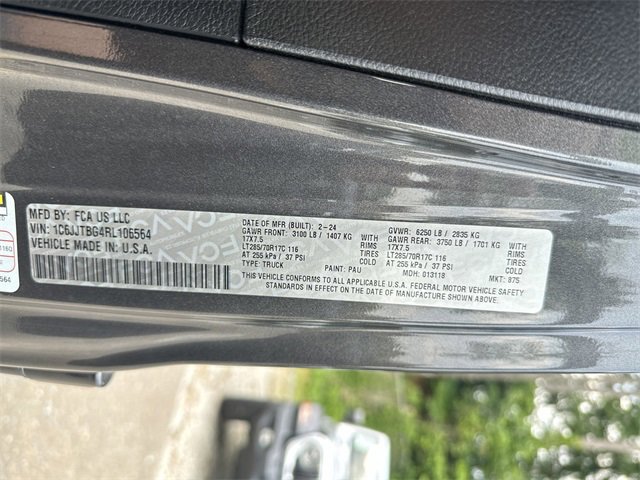 MFD BY: FCA US LLC
VIN: 1C6JJTBG4RL106564
VEHICLE MADE IN U.S.A.
DATE OF MFR (BUILT): 2-24
GAWR FRONT: 3100 LB / 1407 KG WITH
17X7.5 RIMS
LT285/70R17C 116 TIRES
AT 255 kPa / 37 PSI COLD
TYPE: TRUCK PAINT: PAU
GVWR: 6250 LB / 2835 KG
GAWR REAR: 3750 LB / 1701 KG WITH
17X7.5 RIMS
LT285/70R17C 116 TIRES
AT 255 kPa / 37 PSI COLD
MDH: 013118 MKT: 875
THIS VEHICLE CONFORMS TO ALL APPLICABLE U.S.A. FEDERAL MOTOR VEHICLE SAFETY
STANDARDS IN EFFECT ON THE DATE OF MANUFACTURE SHOWN ABOVE.
1160
564